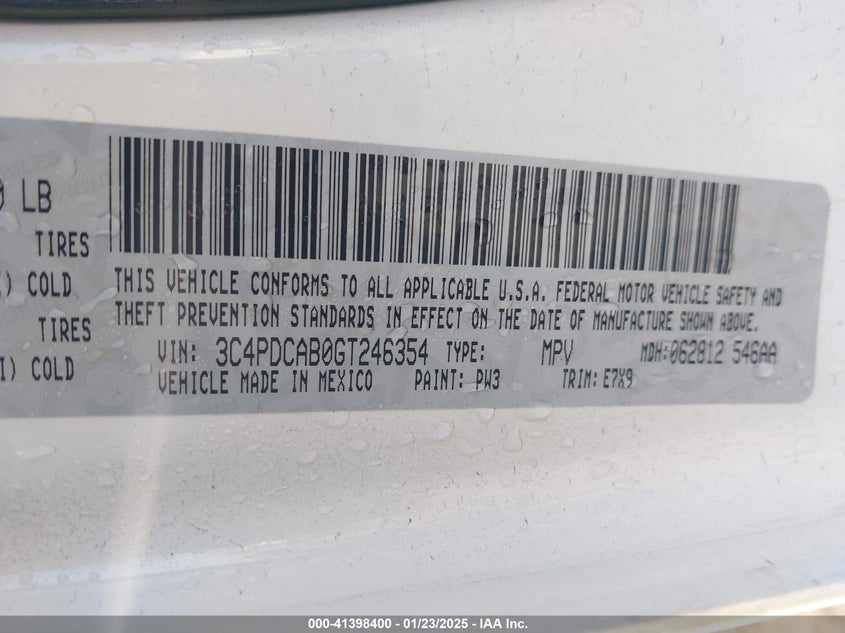 0 LB
TIRES
) COLD
TIRES
I) COLD
THIS VEHICLE CONFORMS TO ALL APPLICABLE U.S.A. FEDERAL MOTOR VEHICLE SAFETY AND
THEFT PREVENTION STANDARDS IN EFFECT ON THE DATE OF MANUFACTURE SHOWN ABOVE.
VIN: 3C4PDCAB0GT246354 TYPE: MPV MDH:062812 546AA
VEHICLE MADE IN MEXICO PAINT: PW3 TRIM: E7X9
000-41398400 - 01/23/2025 - IAA Inc.